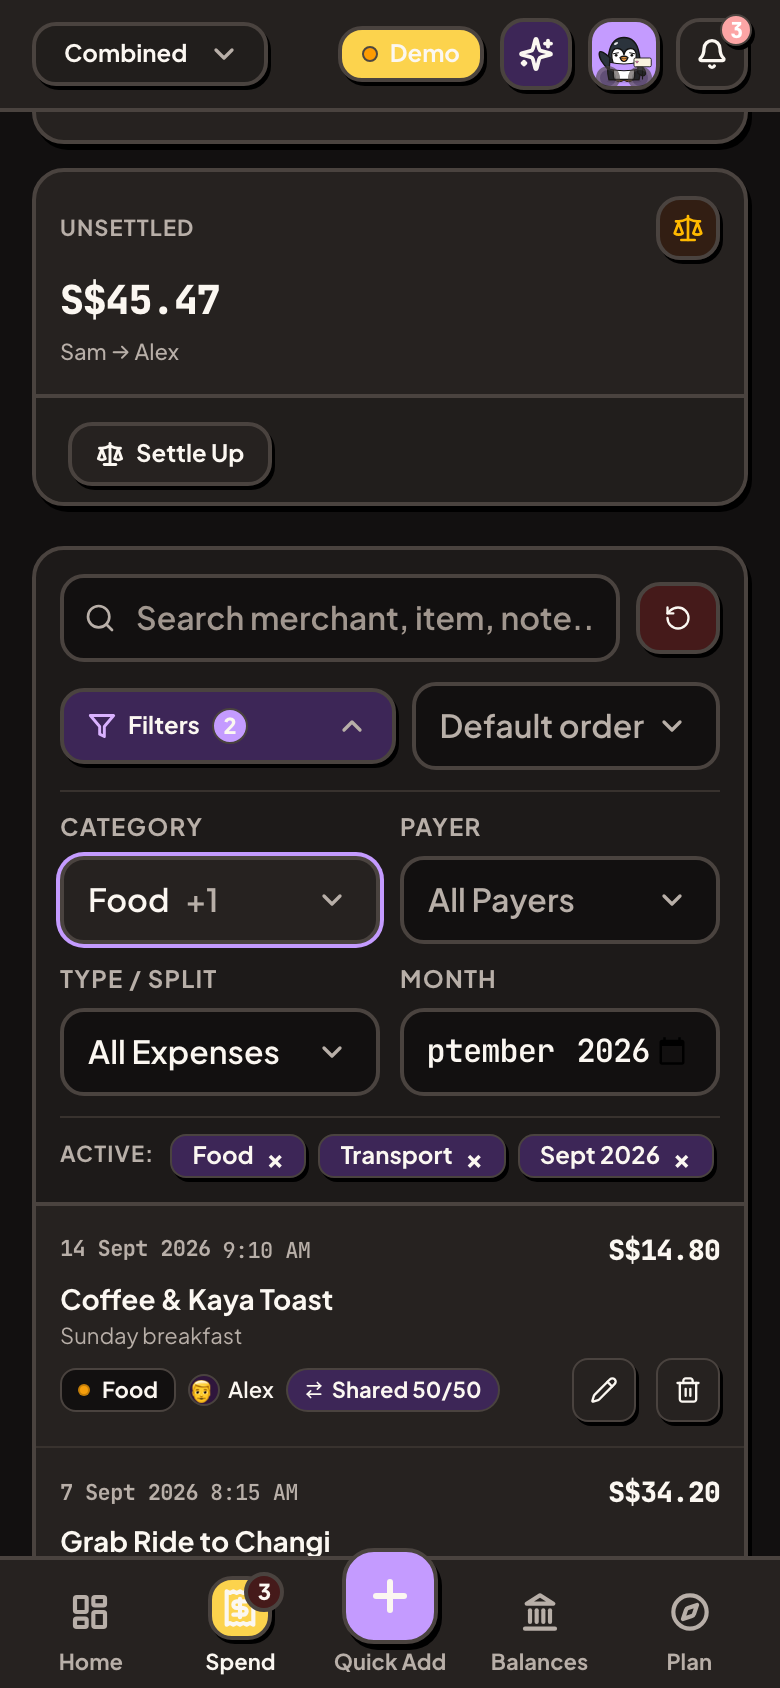 Combined
Demo
3
UNSETTLED
S$45.47
Sam → Alex
Settle Up
Search merchant, item, note..
Filters 2
Default order
CATEGORY
PAYER
Food +1
All Payers
TYPE / SPLIT
MONTH
All Expenses
ptember 2026
ACTIVE: Food × Transport × Sept 2026 ×
14 Sept 2026 9:10 AM
S$14.80
Coffee & Kaya Toast
Sunday breakfast
Food Alex Shared 50/50
7 Sept 2026 8:15 AM
S$34.20
Grab Ride to Changi
3
Home Spend Quick Add Balances Plan